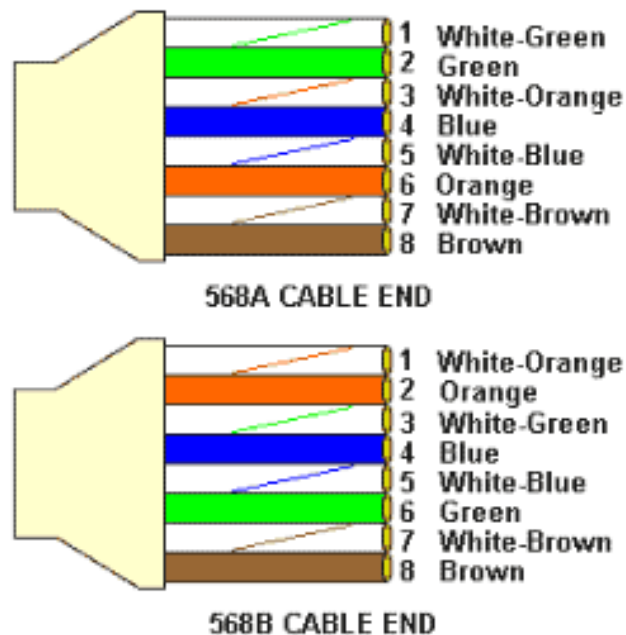 1 White-Green
2 Green
3 White-Orange
4 Blue
5 White-Blue
6 Orange
7 White-Brown
8 Brown
568A CABLE END
1 White-Orange
2 Orange
3 White-Green
4 Blue
5 White-Blue
6 Green
7 White-Brown
8 Brown
568B CABLE END